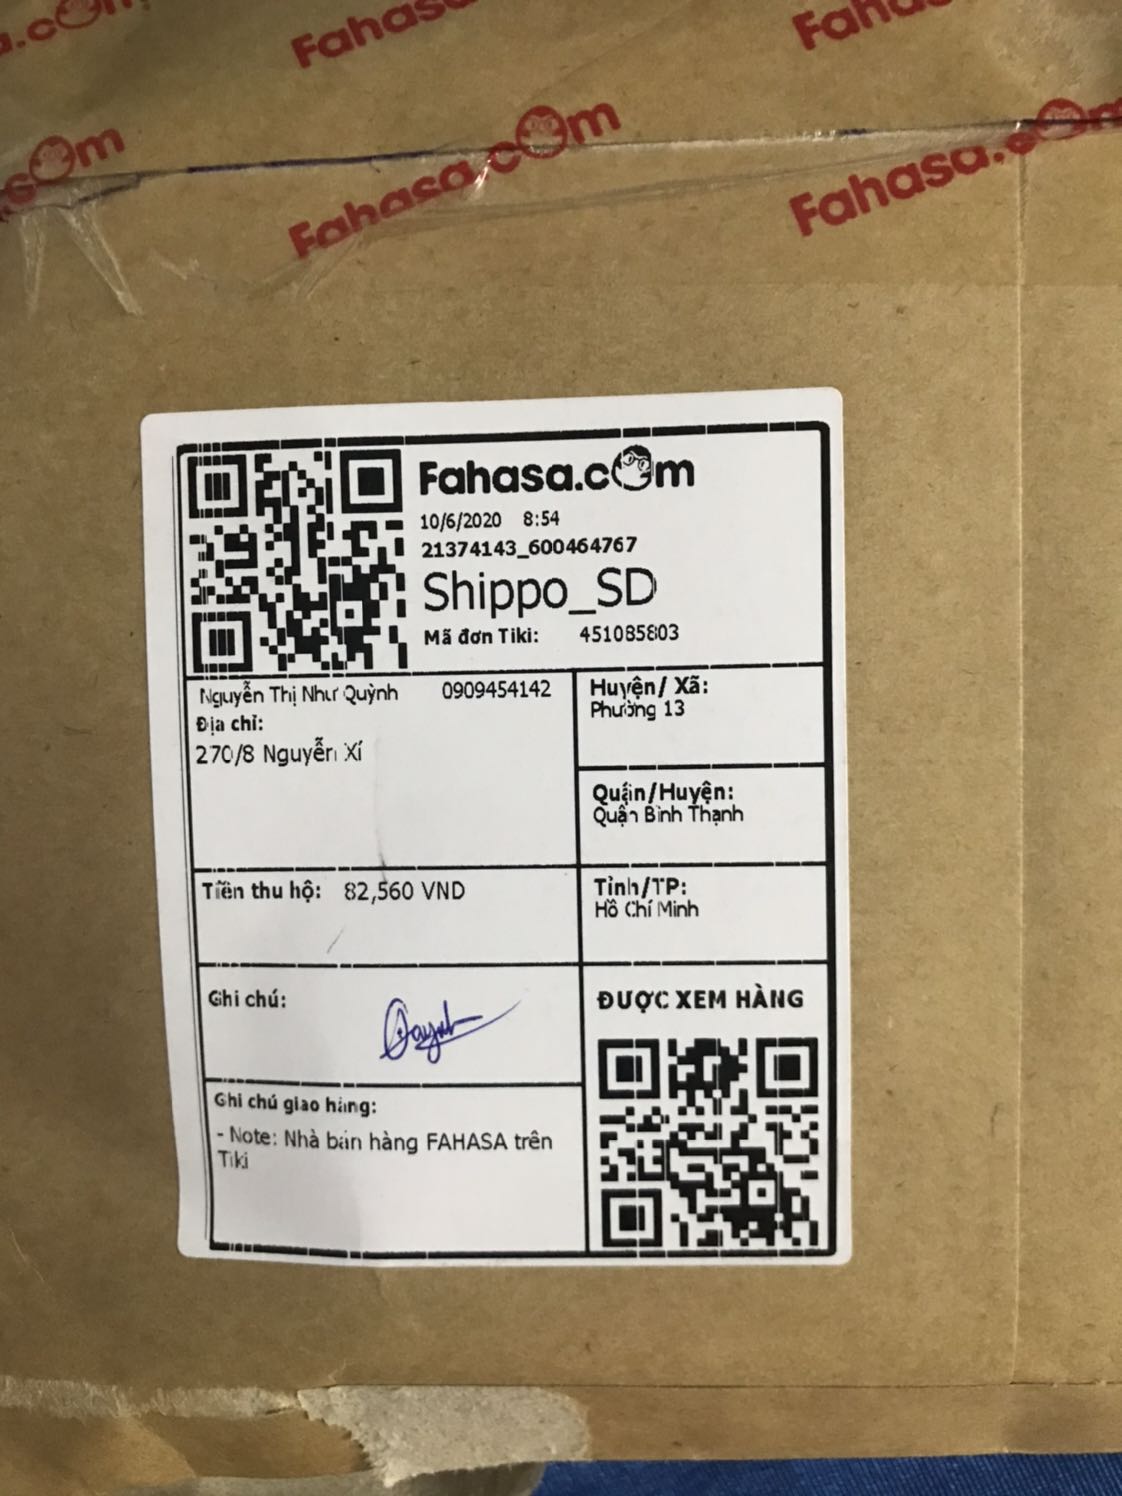 Fahasa
Fahasa.com
Fahasa.com
Fahasa.com
10/6/2020 8:54
21374143_600464767
Shippo_SD
Mã đơn Tiki: 451085803
Nguyễn Thị Như Quỳnh 0909454142
Địa chỉ:
270/8 Nguyễn Xí
Huyện/ Xã:
Phường 13
Quận/Huyện:
Quận Bình Thạnh
Tiền thu hộ: 82,560 VND
Tỉnh/TP:
Hồ Chí Minh
Ghi chú:
ĐƯỢC XEM HÀNG
Ghi chú giao hàng:
- Note: Nhà bán hàng FAHASA trên
Tiki